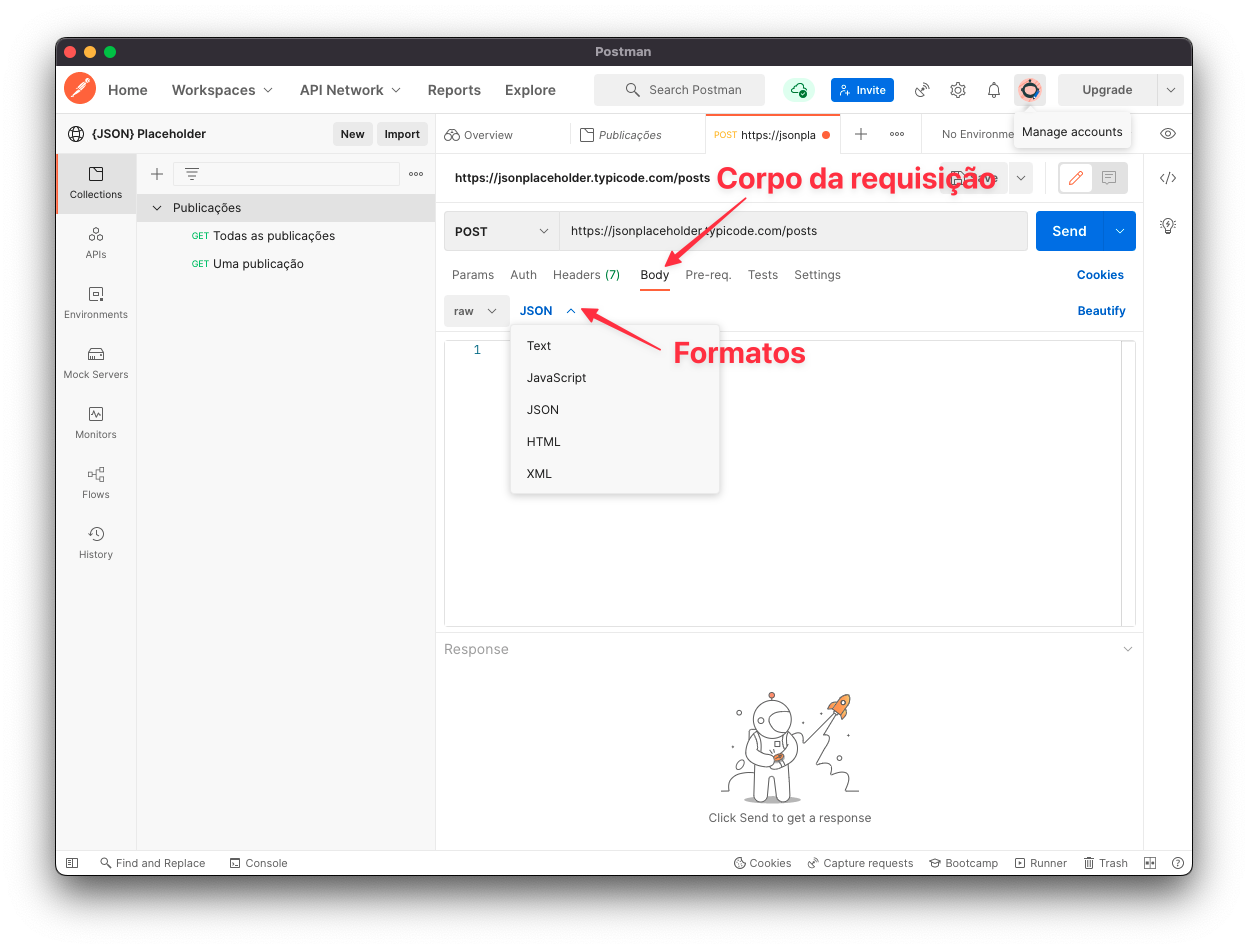 Postman
Home Workspaces API Network Reports Explore Search Postman Invite Upgrade
{JSON} Placeholder New Import Overview Publicações POST https://jsonpla No Environme Manage accounts
Collections
https://jsonplaceholder.typicode.com/posts Corpo da requisição
Publicações
GET Todas as publicações
GET Uma publicação
APIs
Environments
Mock Servers
Monitors
Flows
History
POST https://jsonplaceholder.typicode.com/posts Send
Params Auth Headers (7) Body Pre-req. Tests Settings Cookies
raw JSON Beautify
Formatos
1
Text
JavaScript
JSON
HTML
XML
Response
Click Send to get a response
Find and Replace Console Cookies Capture requests Bootcamp Runner Trash